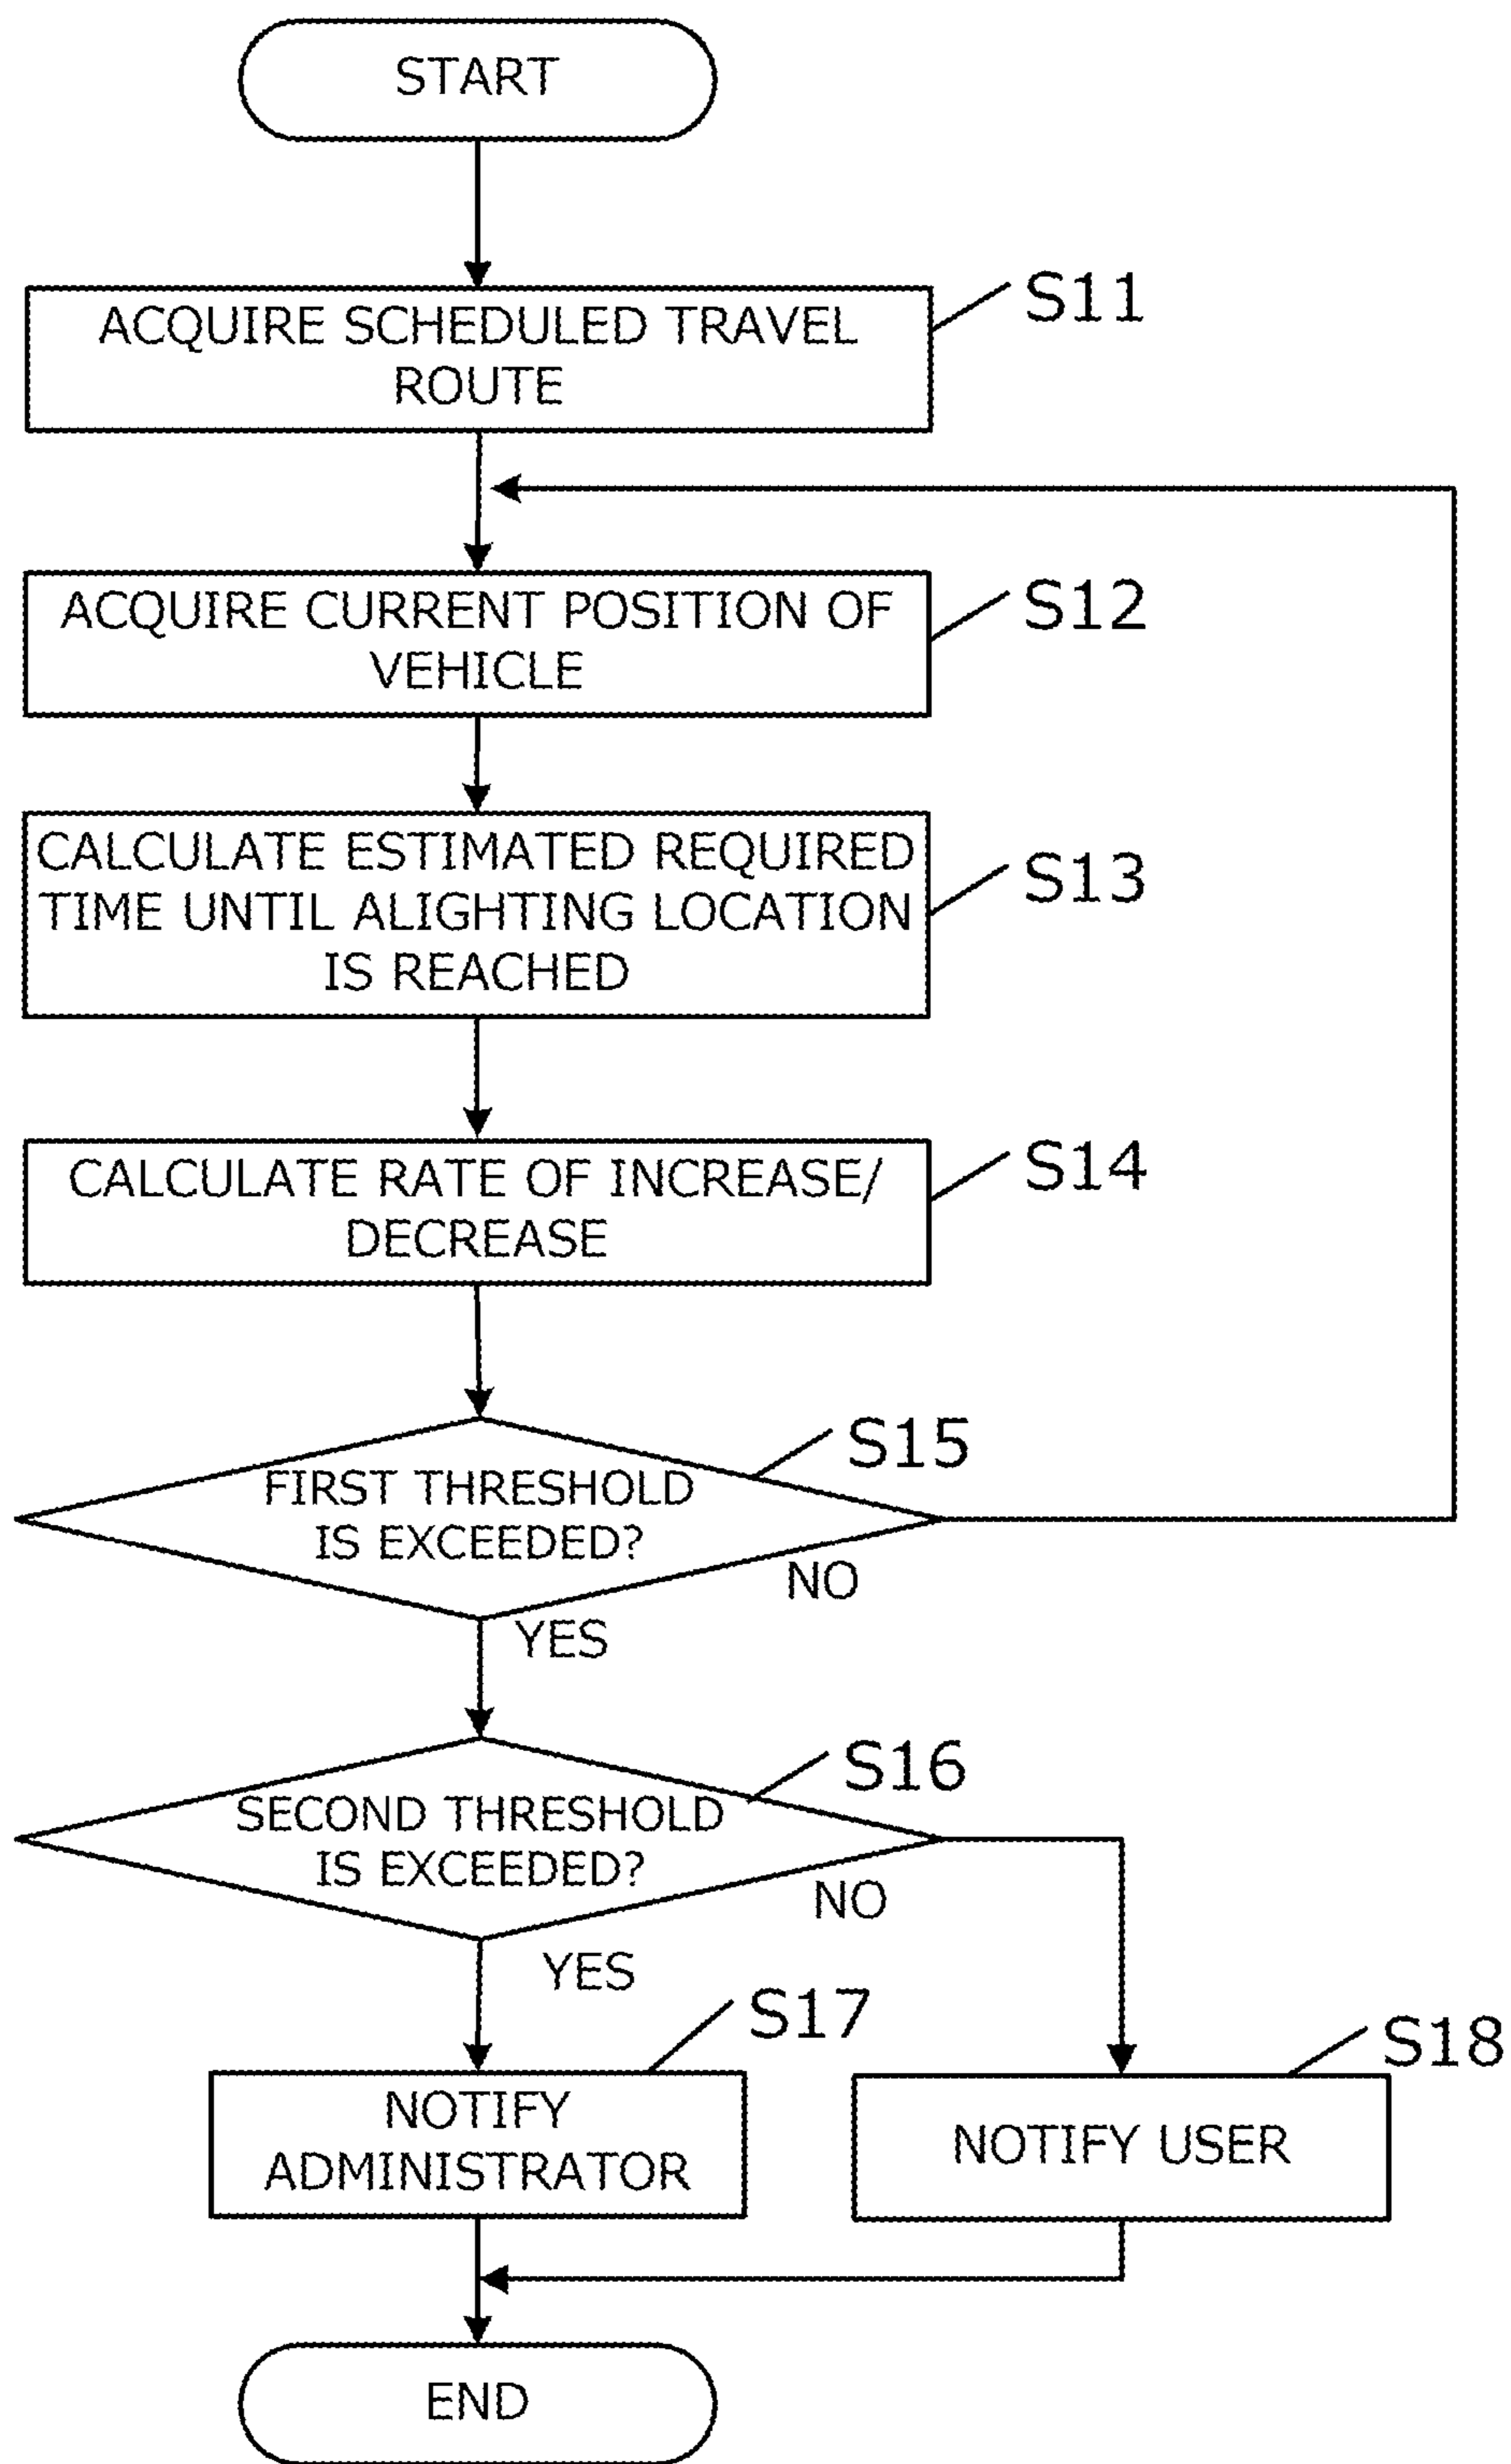 START
S11
ACQUIRE SCHEDULED TRAVEL
ROUTE
S12
ACQUIRE CURRENT POSITION OF
VEHICLE
S13
CALCULATE ESTIMATED REQUIRED
TIME UNTIL ALIGHTING LOCATION
IS REACHED
S14
CALCULATE RATE OF INCREASE/
DECREASE
S15
FIRST THRESHOLD
IS EXCEEDED?
NO
YES
S16
SECOND THRESHOLD
IS EXCEEDED?
NO
YES
S17
NOTIFY
ADMINISTRATOR
S18
NOTIFY USER
END